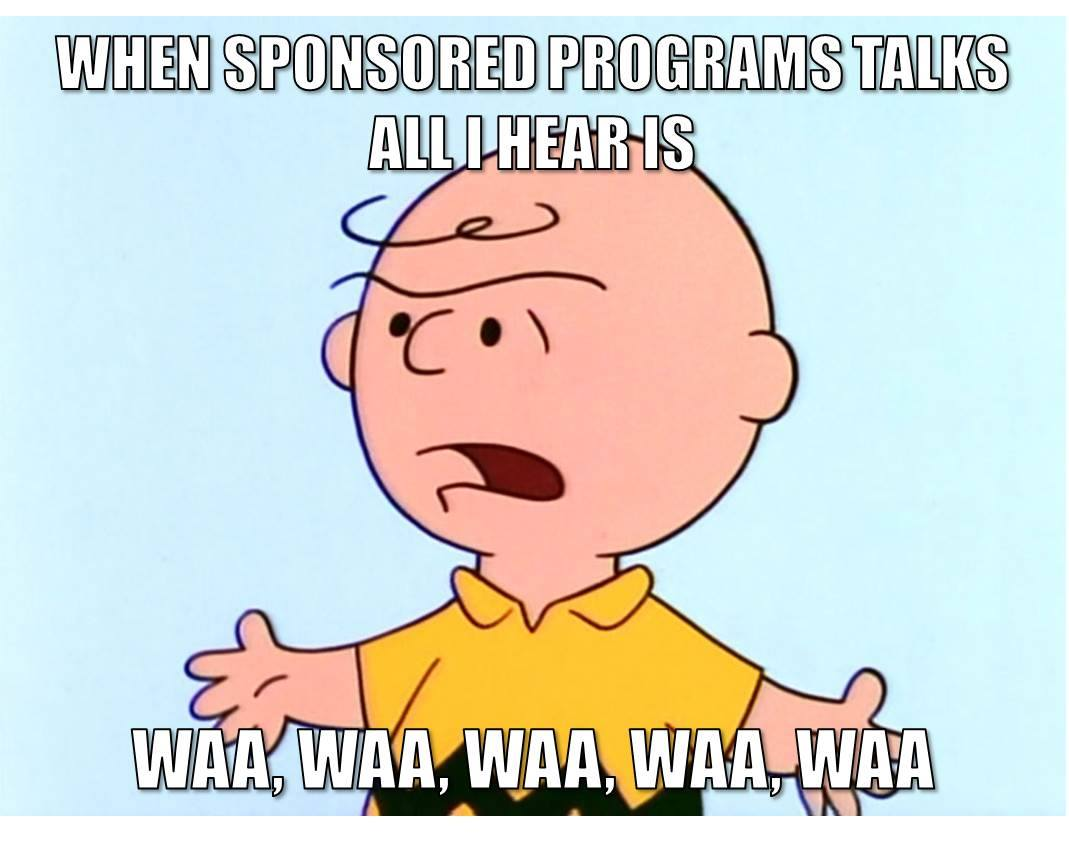 WHEN SPONSORED PROGRAMS TALKS
ALL I HEAR IS
WAA, WAA, WAA, WAA, WAA